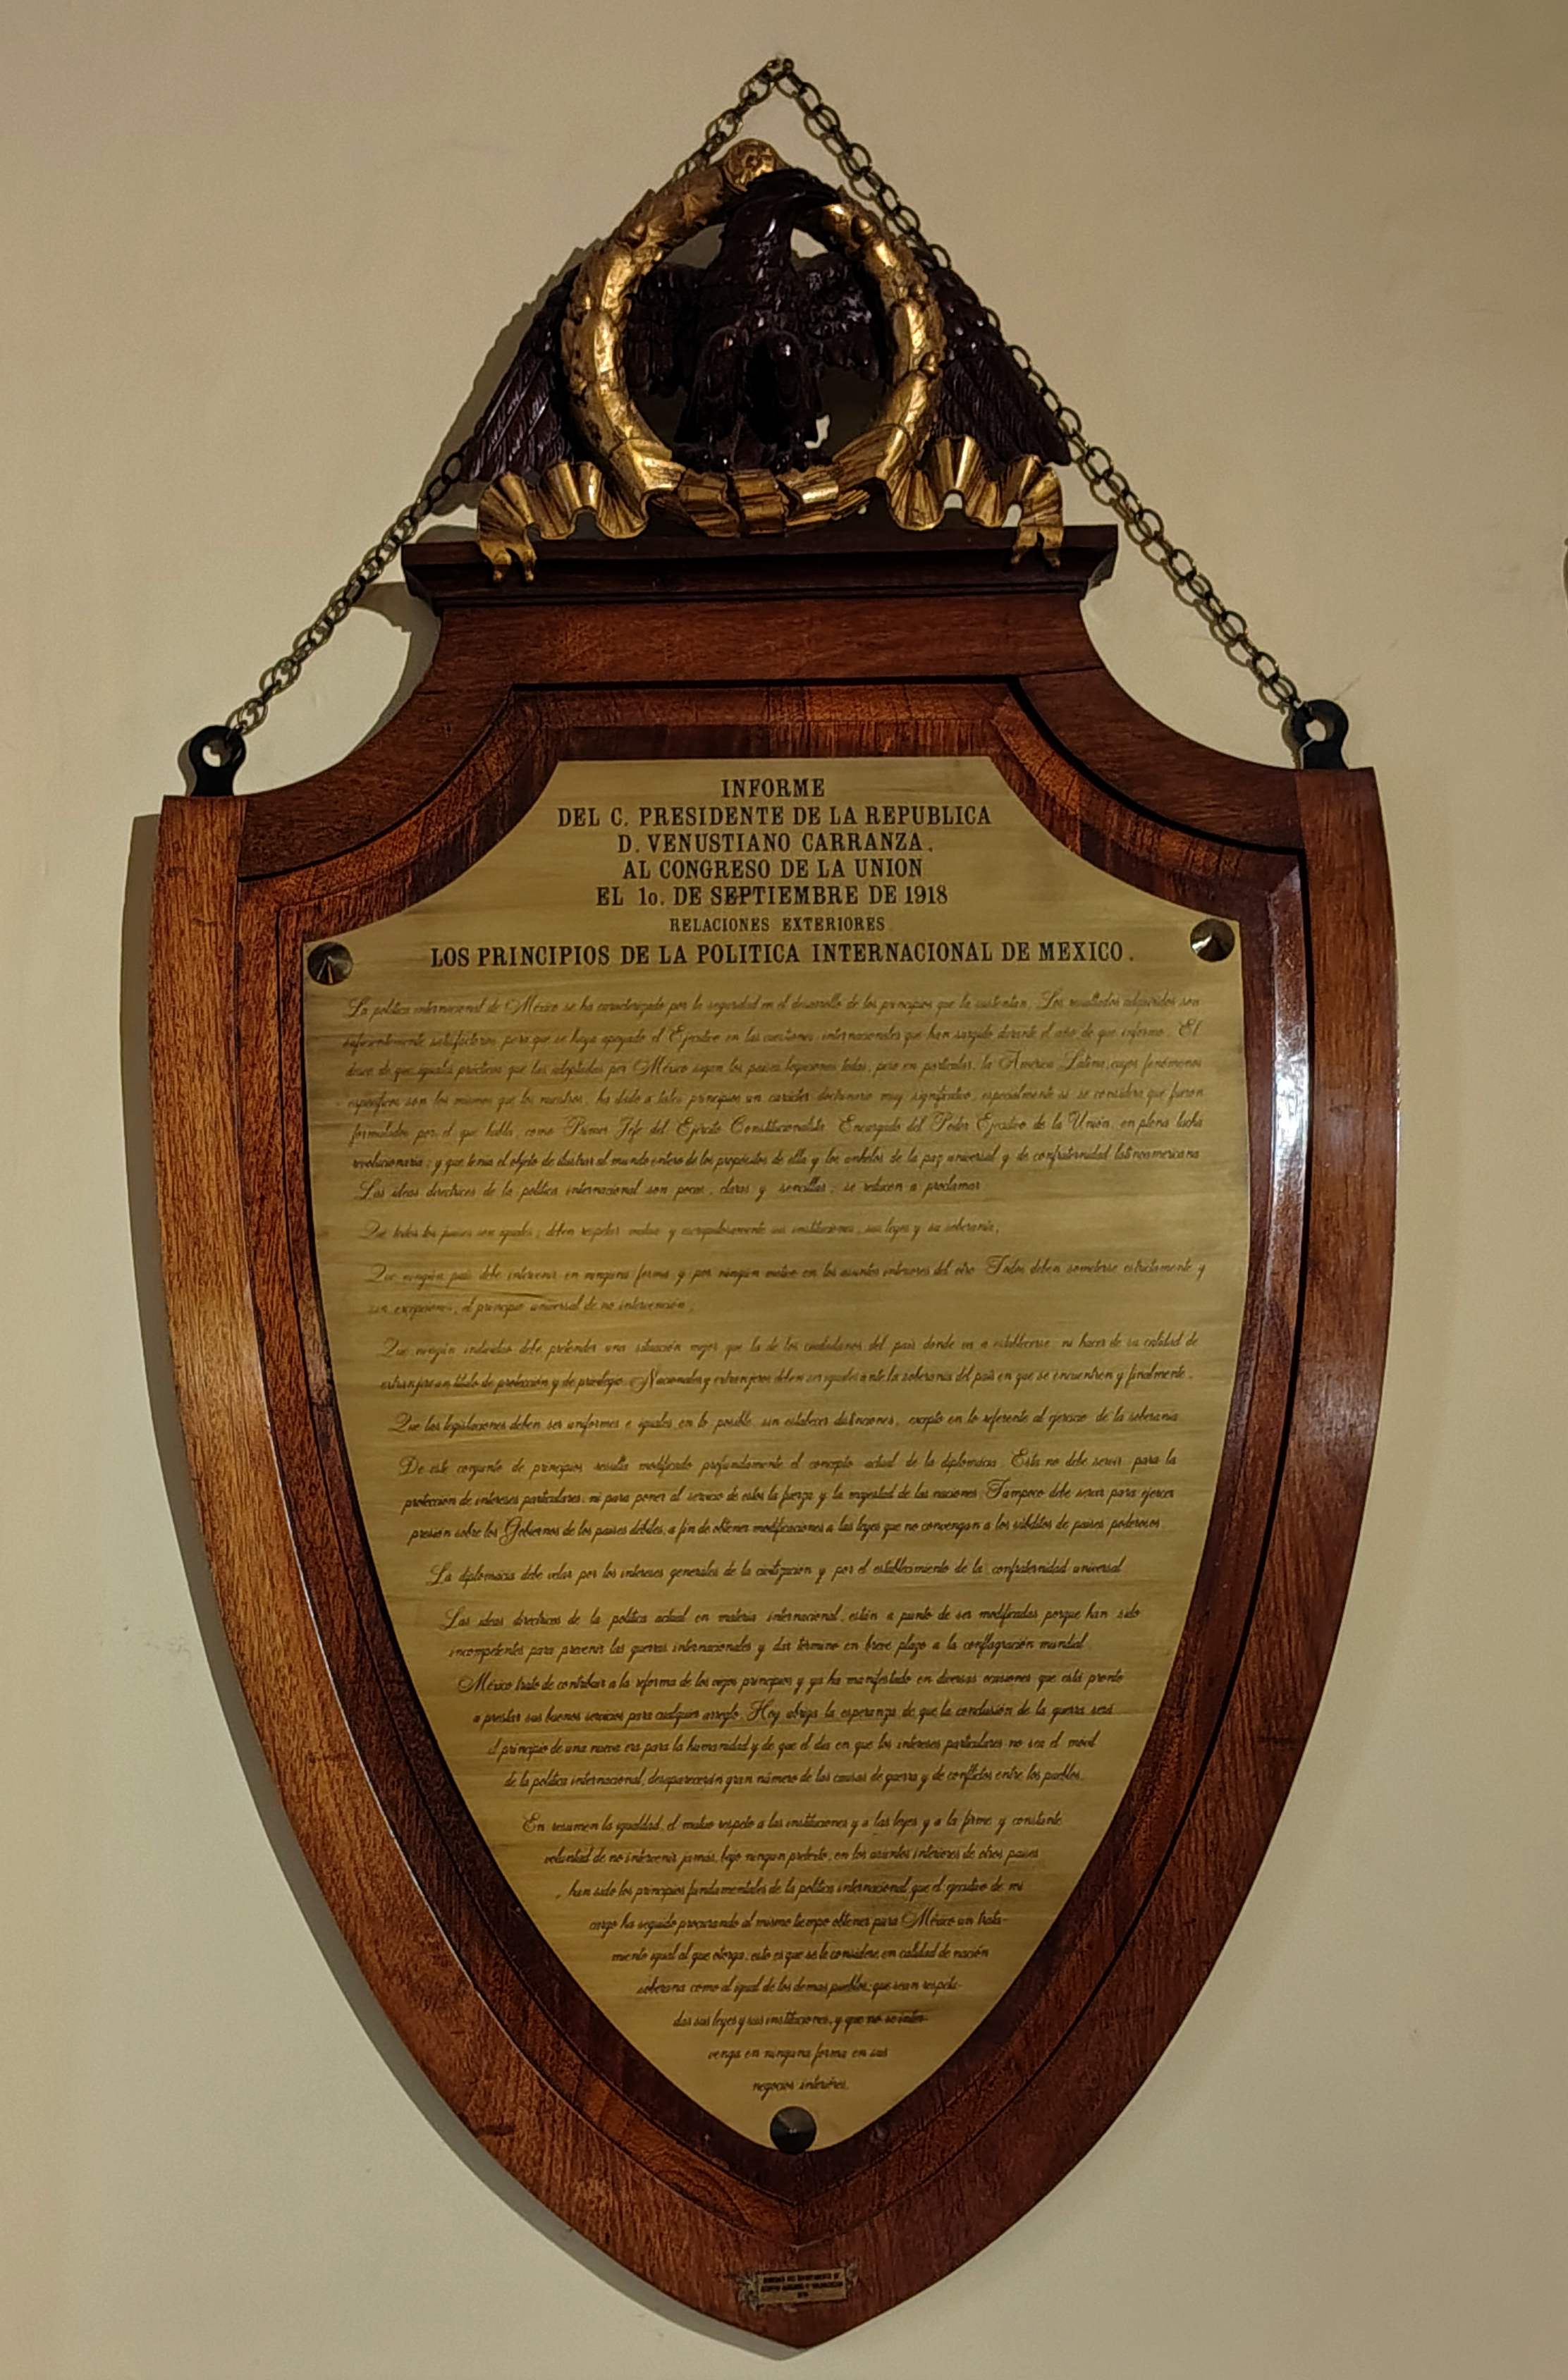 INFORME
DEL C. PRESIDENTE DE LA REPUBLICA
D. VENUSTIANO CARRANZA.
AL CONGRESO DE LA UNION
EL 1o. DE SEPTIEMBRE DE 1918
RELACIONES EXTERIORES
LOS PRINCIPIOS DE LA POLITICA INTERNACIONAL DE MEXICO.
La política internacional de México se ha caracterizado por la seguridad en el desarrollo de los principios que la sustentan. Los resultados adquiridos son
suficientemente satisfactorios para que se haya apoyado el Ejecutivo en las cuestiones internacionales que han surgido durante el año de que informo. El
deseo de que iguales prácticas que las adoptadas por México sigan los países todos, pero en particular, la America Latina, cuyos fenómenos
específicos son los mismos que los nuestros, ha dado a tales principios un carácter doctrinario muy significativo, especialmente si se considera que fueron
formulados por el que habla, como Primer Jefe del Ejército Constitucionalista Encargado del Poder Ejecutivo de la Unión, en plena lucha
revolucionaria; y que tenia el objeto de ilustrar al mundo entero de los propósitos de ella y los anhelos de la paz universal y de confraternidad latinoamericana
Las ideas directrices de la política internacional son pocas, claras y sencillas, se reducen a proclamar
Que todos los países son iguales; deben respetar mutua y escrupulosamente sus instituciones, sus leyes y su soberanía;
Que ningún país debe intervenir en ninguna forma y por ningún motivo en los asuntos interiores del otro Todos deben someterse estrictamente y
sin excepciones, al principio universal de no intervención;
Que ningún individuo debe pretender una situación mejor que la de los ciudadanos del país donde va a establecerse ni hacer de su calidad de
extranjero un título de protección y de privilegio. Nacionales y extranjeros deben ser iguales ante la soberanía del país en que se encuentren y finalmente.
Que las legislaciones deben ser uniformes e iguales en lo posible, sin establecer distinciones, excepto en lo referente al ejercicio de la soberanía
De este conjunto de principios resulta modificado profundamente el concepto actual de la diplomacia. Esta no debe servir para la
protección de intereses particulares; ni para poner al servicio de estos la fuerza y la majestad de las naciones. Tampoco debe servir para ejercer
presión sobre los Gobiernos de los países débiles, a fin de obtener modificaciones a las leyes que no convengan a los súbditos de países poderosos.
La diplomacia debe velar por los intereses generales de la civilización y por el establecimiento de la confraternidad universal
Las ideas directrices de la política actual en materia internacional, están a punto de ser modificadas porque han sido
incompetentes para prevenir las guerras internacionales y dar término en breve plazo a la conflagración mundial.
México trato de contribuir a la reforma de los viejos principios y ya ha manifestado en diversas ocasiones que está pronto
a prestar sus buenos servicios para cualquier arreglo. Hoy abriga la esperanza de que la conclusión de la guerra será
el principio de una nueva era para la humanidad y de que el dia en que los intereses particulares no sea el móvil
de la política internacional, desaparecerán gran número de las causas de guerra y de conflictos entre los pueblos.
En resumen la igualdad, el mutuo respeto a las instituciones y a las leyes y a la firme y constante
voluntad de no intervenir jamás, bajo ningun pretexto, en los asuntos interiores de otros paises
, han sido los principios fundamentales de la política internacional que el ejecutivo de mi
cargo ha seguido procurando al mismo tiempo obtener para México un trata-
miento igual al que otorga, esto es que se le considere en calidad de nación
soberana como al igual de los demas pueblos; que sean respeta-
das sus leyes y sus instituciones, y que no se inter-
venga en ninguna forma en sus
negocios interiores.